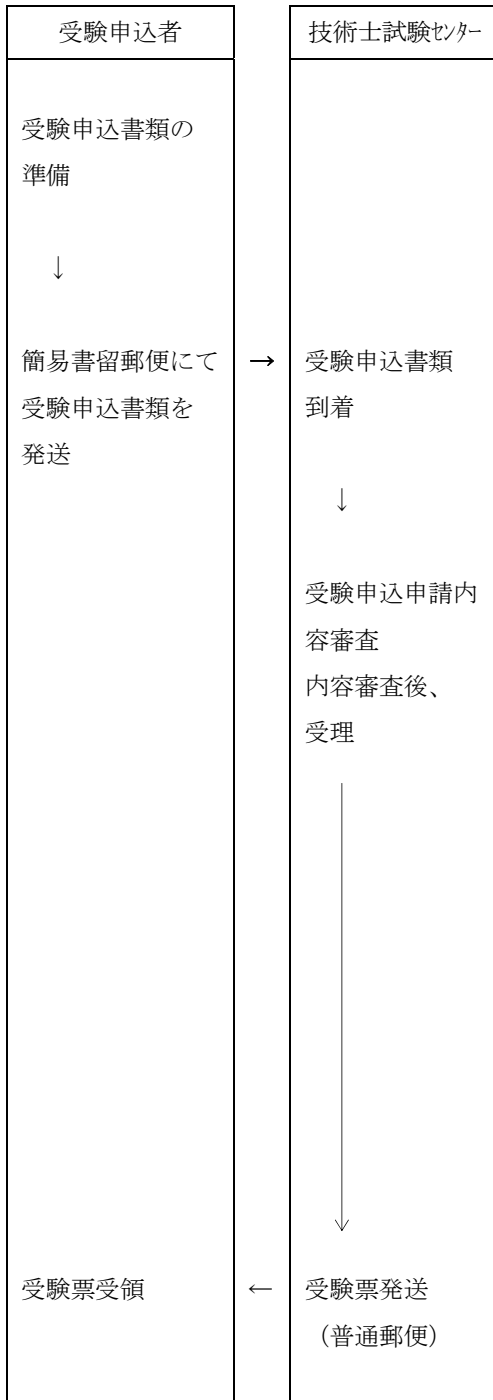 受験申込者
技術士試験ｾﾝﾀｰ
受験申込書類の
準備
↓
簡易書留郵便にて
受験申込書類を
発送
→
受験申込書類
到着
↓
受験申込申請内
容審査
内容審査後、
受理
受験票発送
（普通郵便）
←
受験票受領